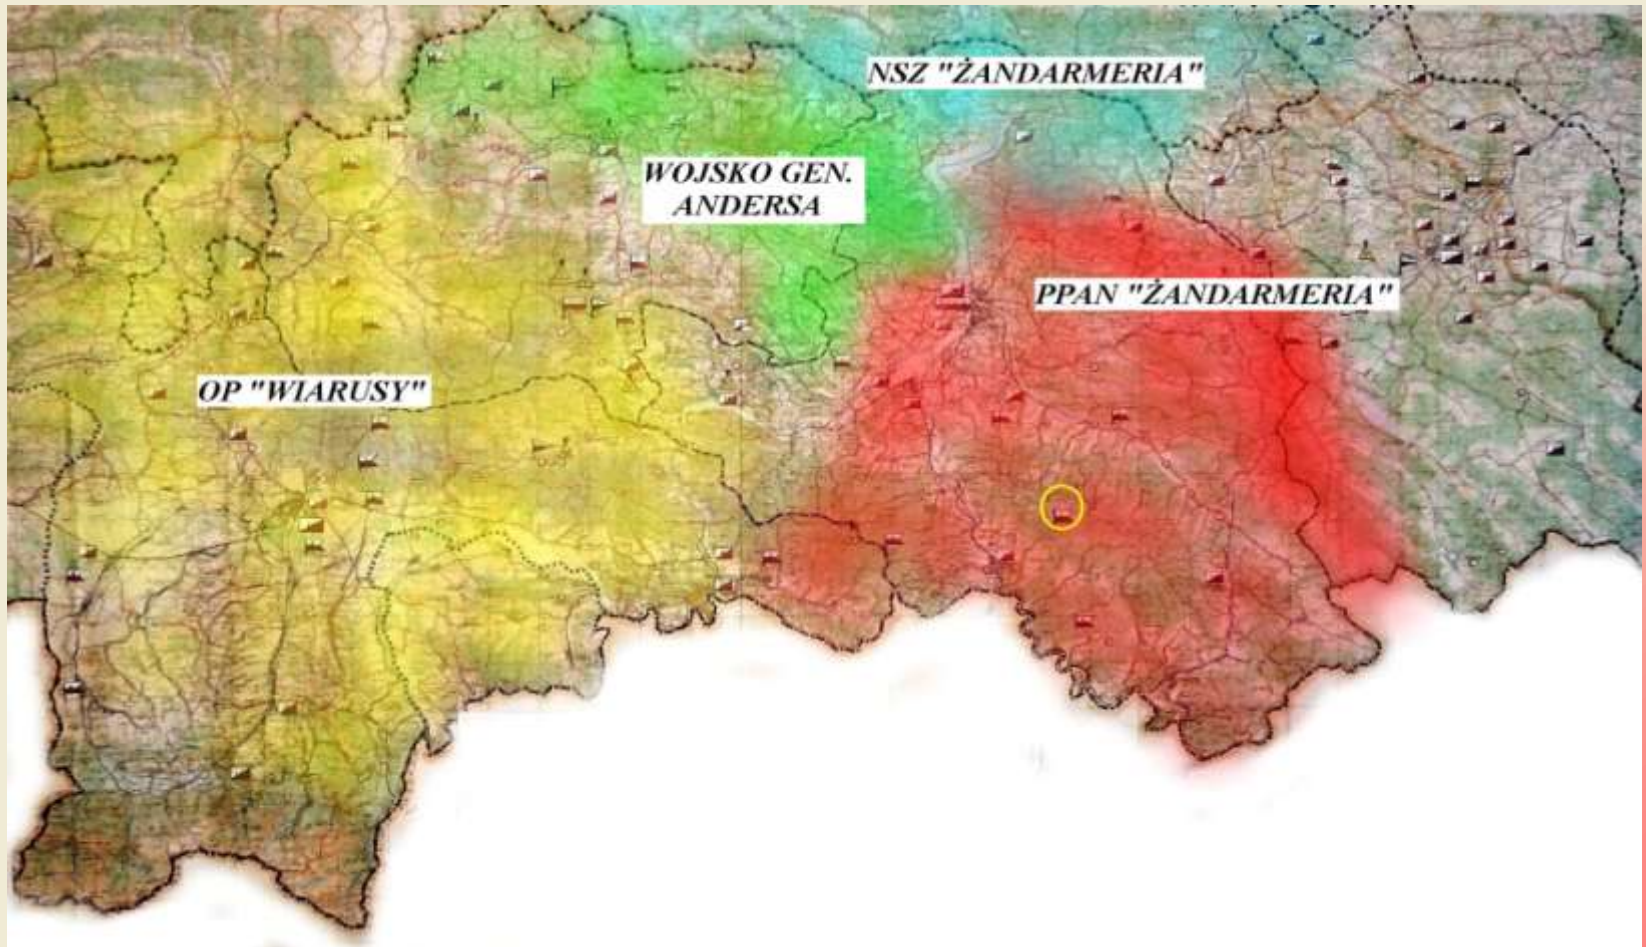 NSZ "ŻANDARMERIA"
WOJSKO GEN.
ANDERSA
PPAN "ŻANDARMERIA"
OP "WIARUSY"